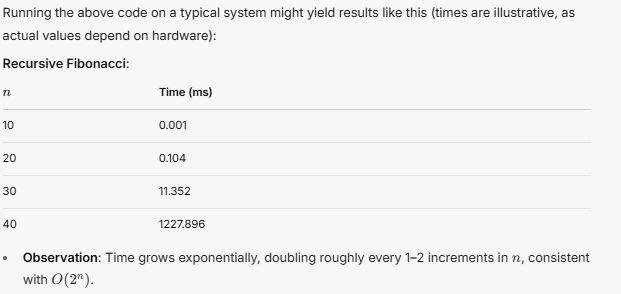 Running the above code on a typical system might yield results like this (times are illustrative, as
actual values depend on hardware):
Recursive Fibonacci:
n Time (ms)
10 0.001
20 0.104
30 11.352
40 1227.896
• Observation: Time grows exponentially, doubling roughly every 1–2 increments in n, consistent
with O(2ⁿ).